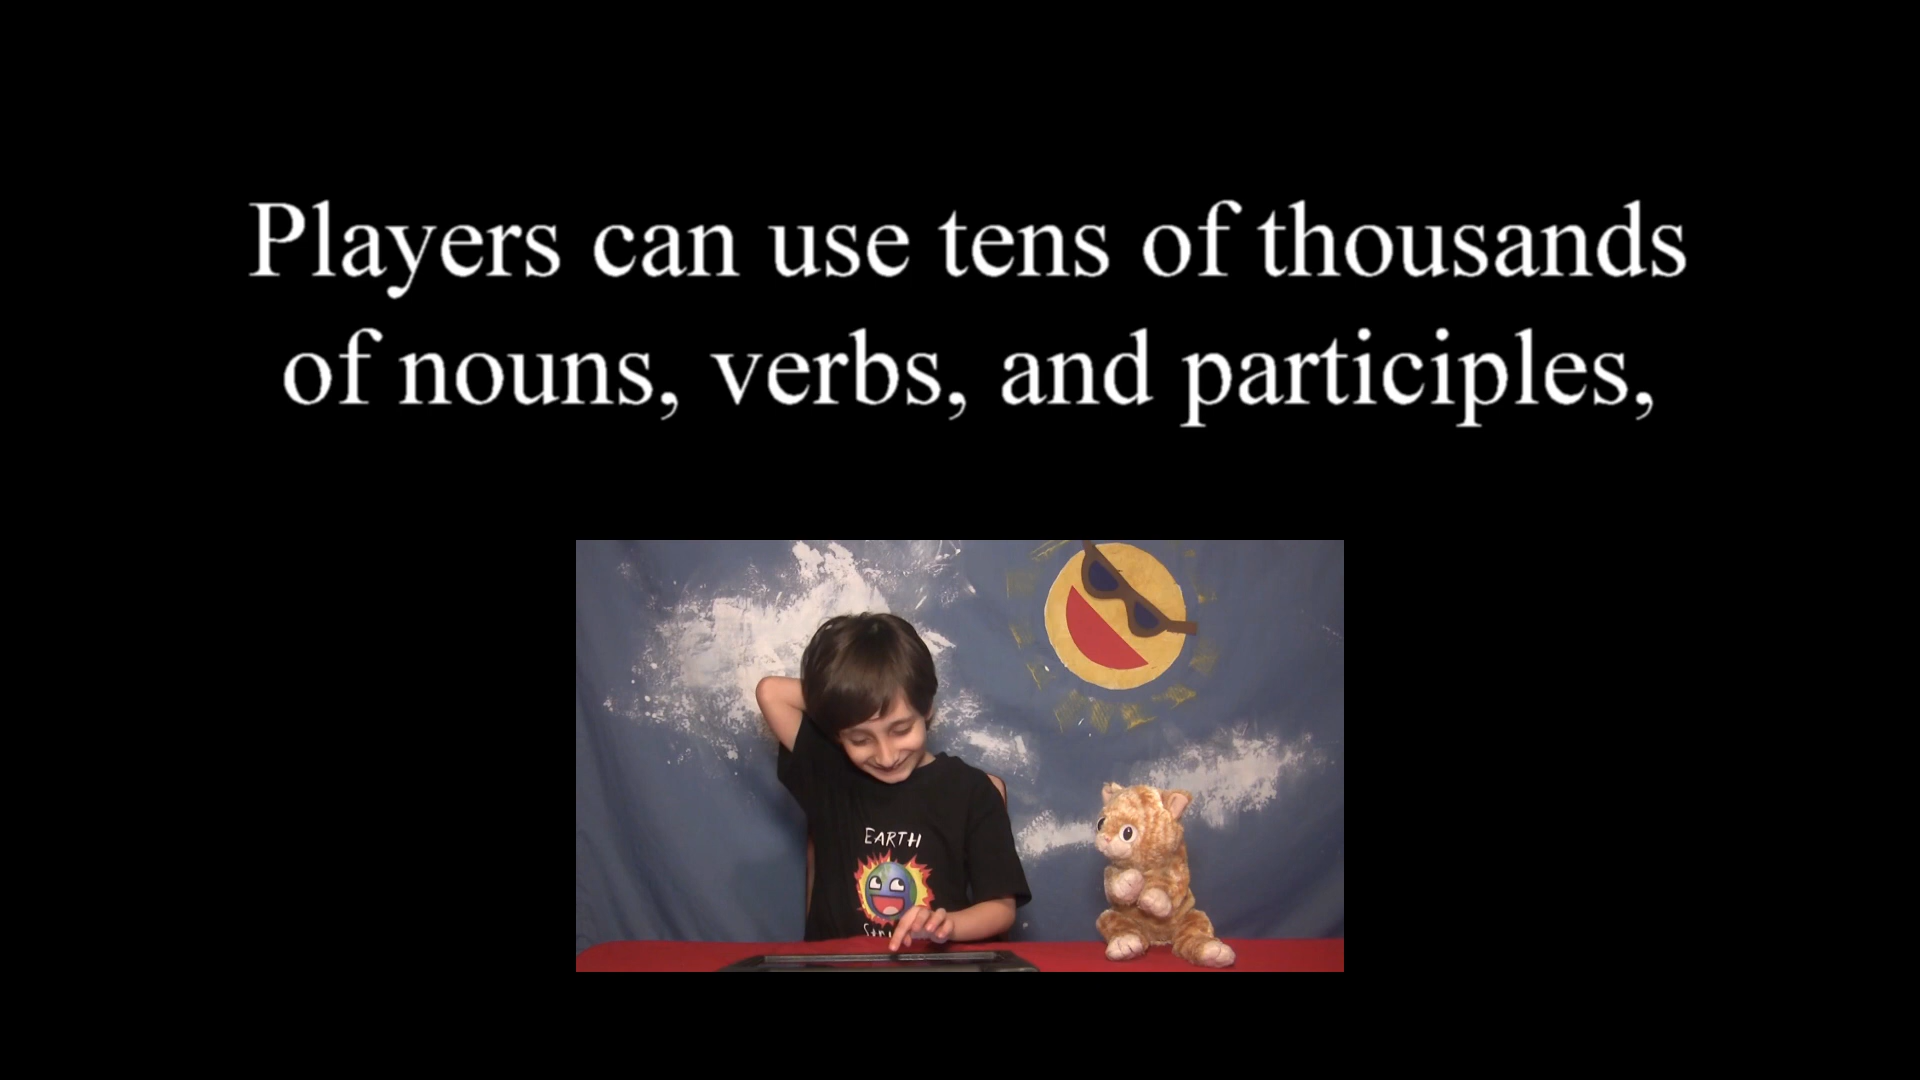 Players can use tens of thousands
of nouns, verbs, and participles,
EARTH